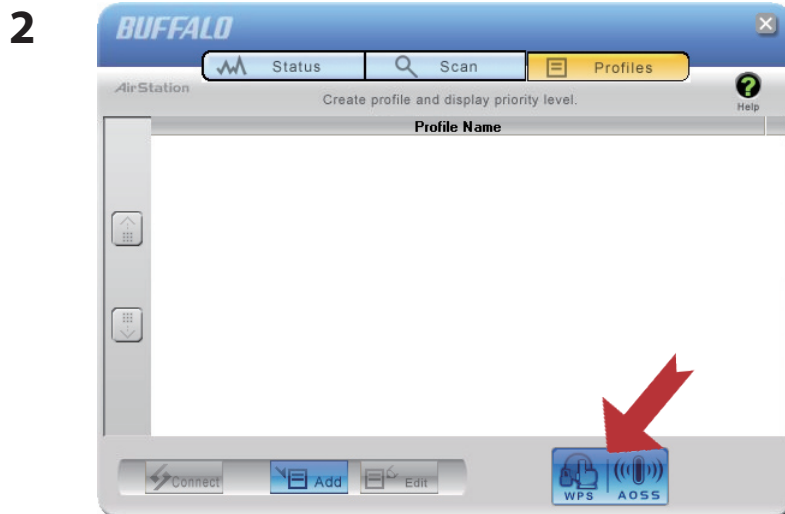 2
BUFFALO
Status Scan Profiles
AirStation
Create profile and display priority level.
Help
Profile Name
Connect Add Edit
WPS AOSS